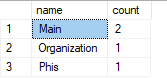 name count
1 Main 2
2 Organization 1
3 Phis 1